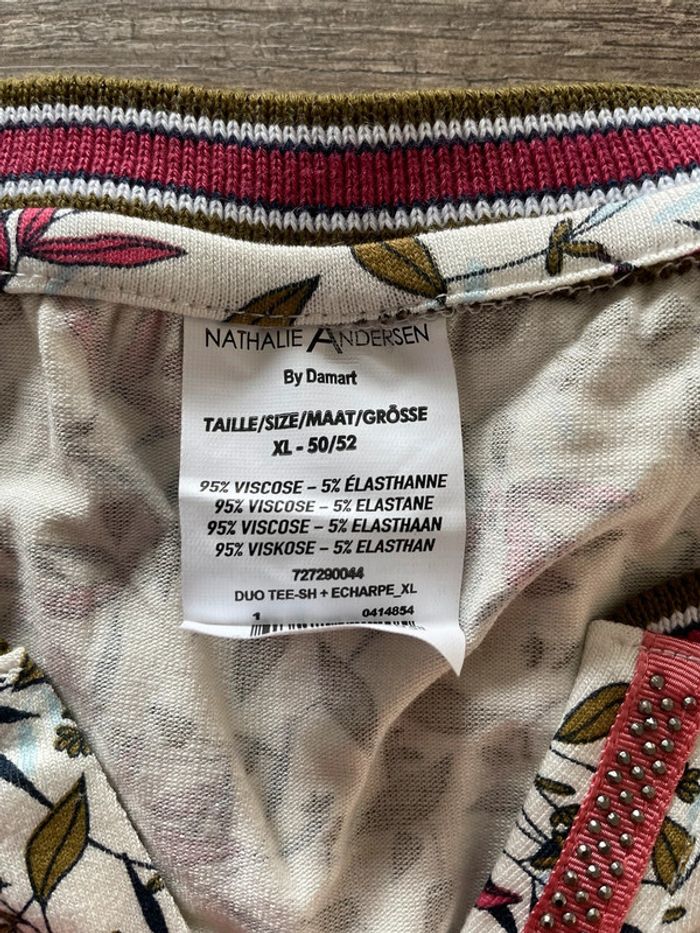 NATHALIE ANDERSEN
By Damart
TAILLE/SIZE/MAAT/GRÖSSE
XL - 50/52
95% VISCOSE – 5% ÉLASTHANNE
95% VISCOSE – 5% ELASTANE
95% VISCOSE – 5% ELASTHAAN
95% VISKOSE – 5% ELASTHAN
727290044
DUO TEE-SH + ECHARPE_XL
1 0414854